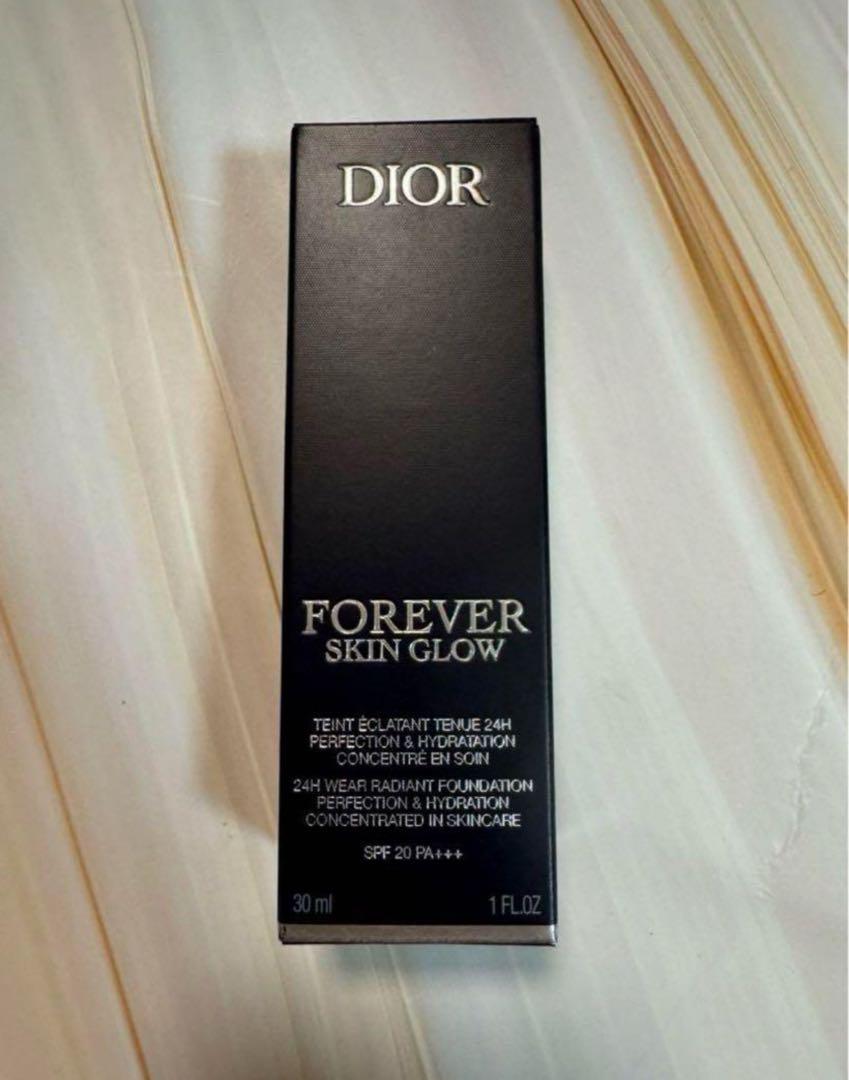 DIOR
FOREVER
SKIN GLOW
TEINT ÉCLATANT TENUE 24H
PERFECTION & HYDRATATION
CONCENTRÉ EN SOIN
24H WEAR RADIANT FOUNDATION
PERFECTION & HYDRATION
CONCENTRATED IN SKINCARE
SPF 20 PA+++
30 ml 1 FL.OZ